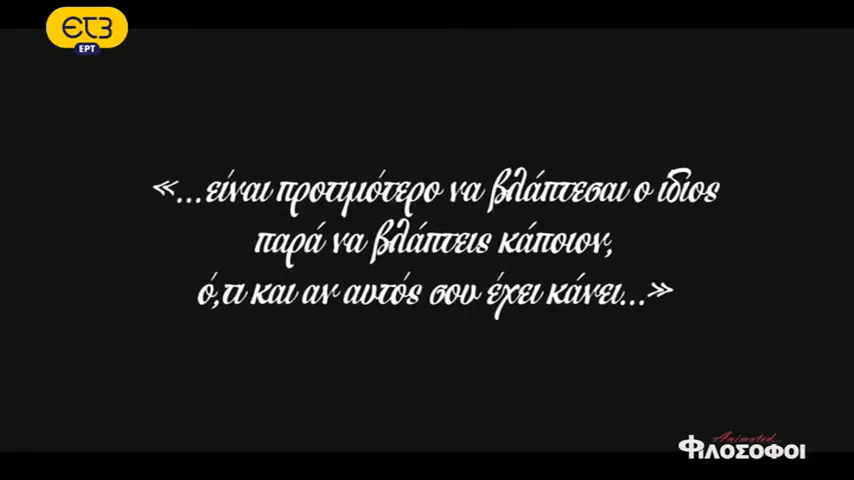 ΕΤ3
ΕΡΤ
«...είναι προτιμότερο να βλάπτεσαι ο ίδιος
παρά να βλάπτεις κάποιον,
ό,τι και αν αυτός σου έχει κάνει...»
Animated...
ΦΙΛΟΣΟΦΟΙ